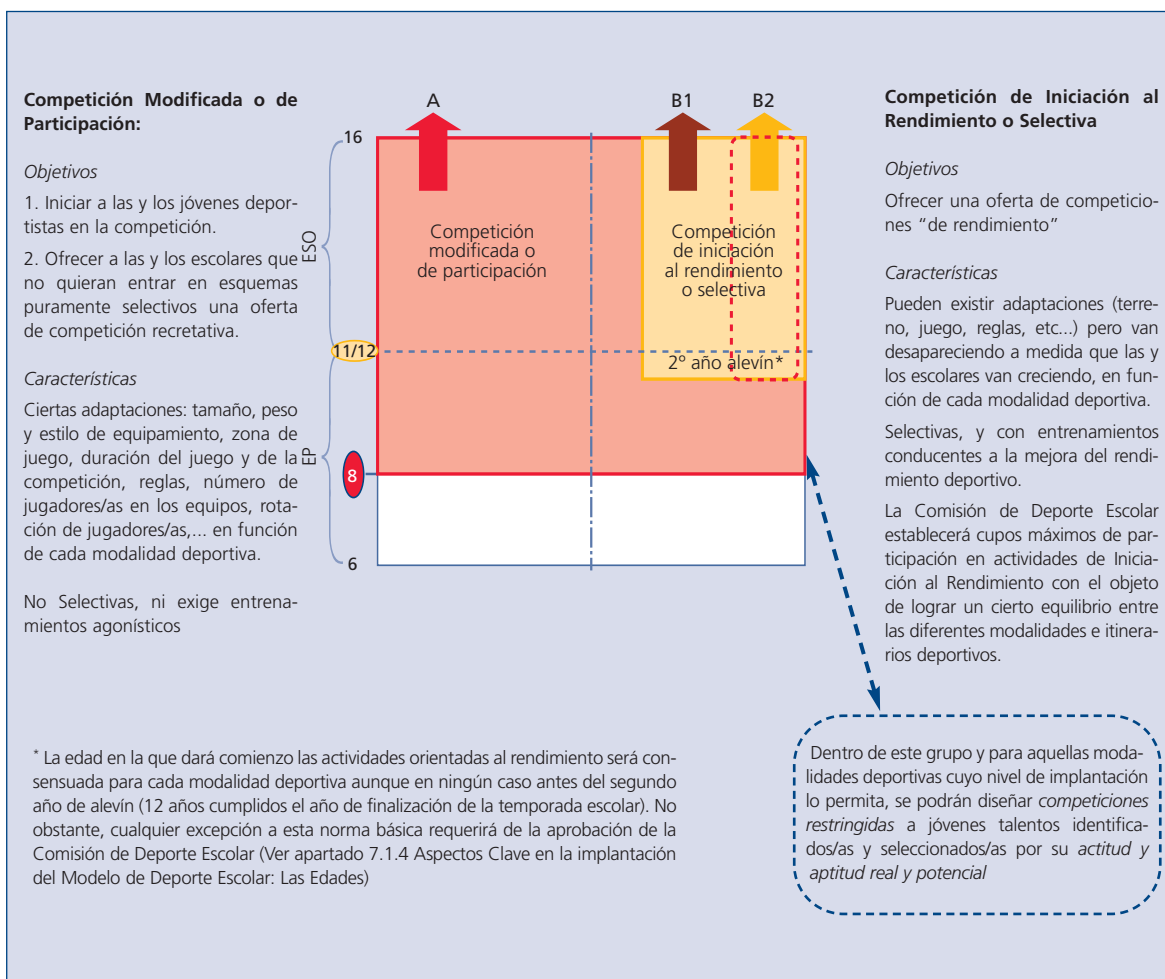 Competición Modificada o de
Participación:
Objetivos
1. Iniciar a las y los jóvenes depor-
tistas en la competición.
2. Ofrecer a las y los escolares que
no quieran entrar en esquemas
puramente selectivos una oferta
de competición recretativa.
Características
Ciertas adaptaciones: tamaño, peso
y estilo de equipamiento, zona de
juego, duración del juego y de la
competición, reglas, número de
jugadores/as en los equipos, rota-
ción de jugadores/as,... en función
de cada modalidad deportiva.
No Selectivas, ni exige entrena-
mientos agonísticos
A
B1
B2
16
ESO
11/12
EP
8
6
Competición
modificada o
de participación
Competición
de iniciación
al rendimiento
o selectiva
2º año alevín*
Competición de Iniciación al
Rendimiento o Selectiva
Objetivos
Ofrecer una oferta de competicio-
nes “de rendimiento”
Características
Pueden existir adaptaciones (terre-
no, juego, reglas, etc...) pero van
desapareciendo a medida que las y
los escolares van creciendo, en fun-
ción de cada modalidad deportiva.
Selectivas, y con entrenamientos
conducentes a la mejora del rendi-
miento deportivo.
La Comisión de Deporte Escolar
establecerá cupos máximos de par-
ticipación en actividades de Inicia-
ción al Rendimiento con el objeto
de lograr un cierto equilibrio entre
las diferentes modalidades e itinera-
rios deportivos.
* La edad en la que dará comienzo las actividades orientadas al rendimiento será con-
sensuada para cada modalidad deportiva aunque en ningún caso antes del segundo
año de alevín (12 años cumplidos el año de finalización de la temporada escolar). No
obstante, cualquier excepción a esta norma básica requerirá de la aprobación de la
Comisión de Deporte Escolar (Ver apartado 7.1.4 Aspectos Clave en la implantación
del Modelo de Deporte Escolar: Las Edades)
Dentro de este grupo y para aquellas moda-
lidades deportivas cuyo nivel de implantación
lo permita, se podrán diseñar competiciones
restringidas a jóvenes talentos identifica-
dos/as y seleccionados/as por su actitud y
aptitud real y potencial